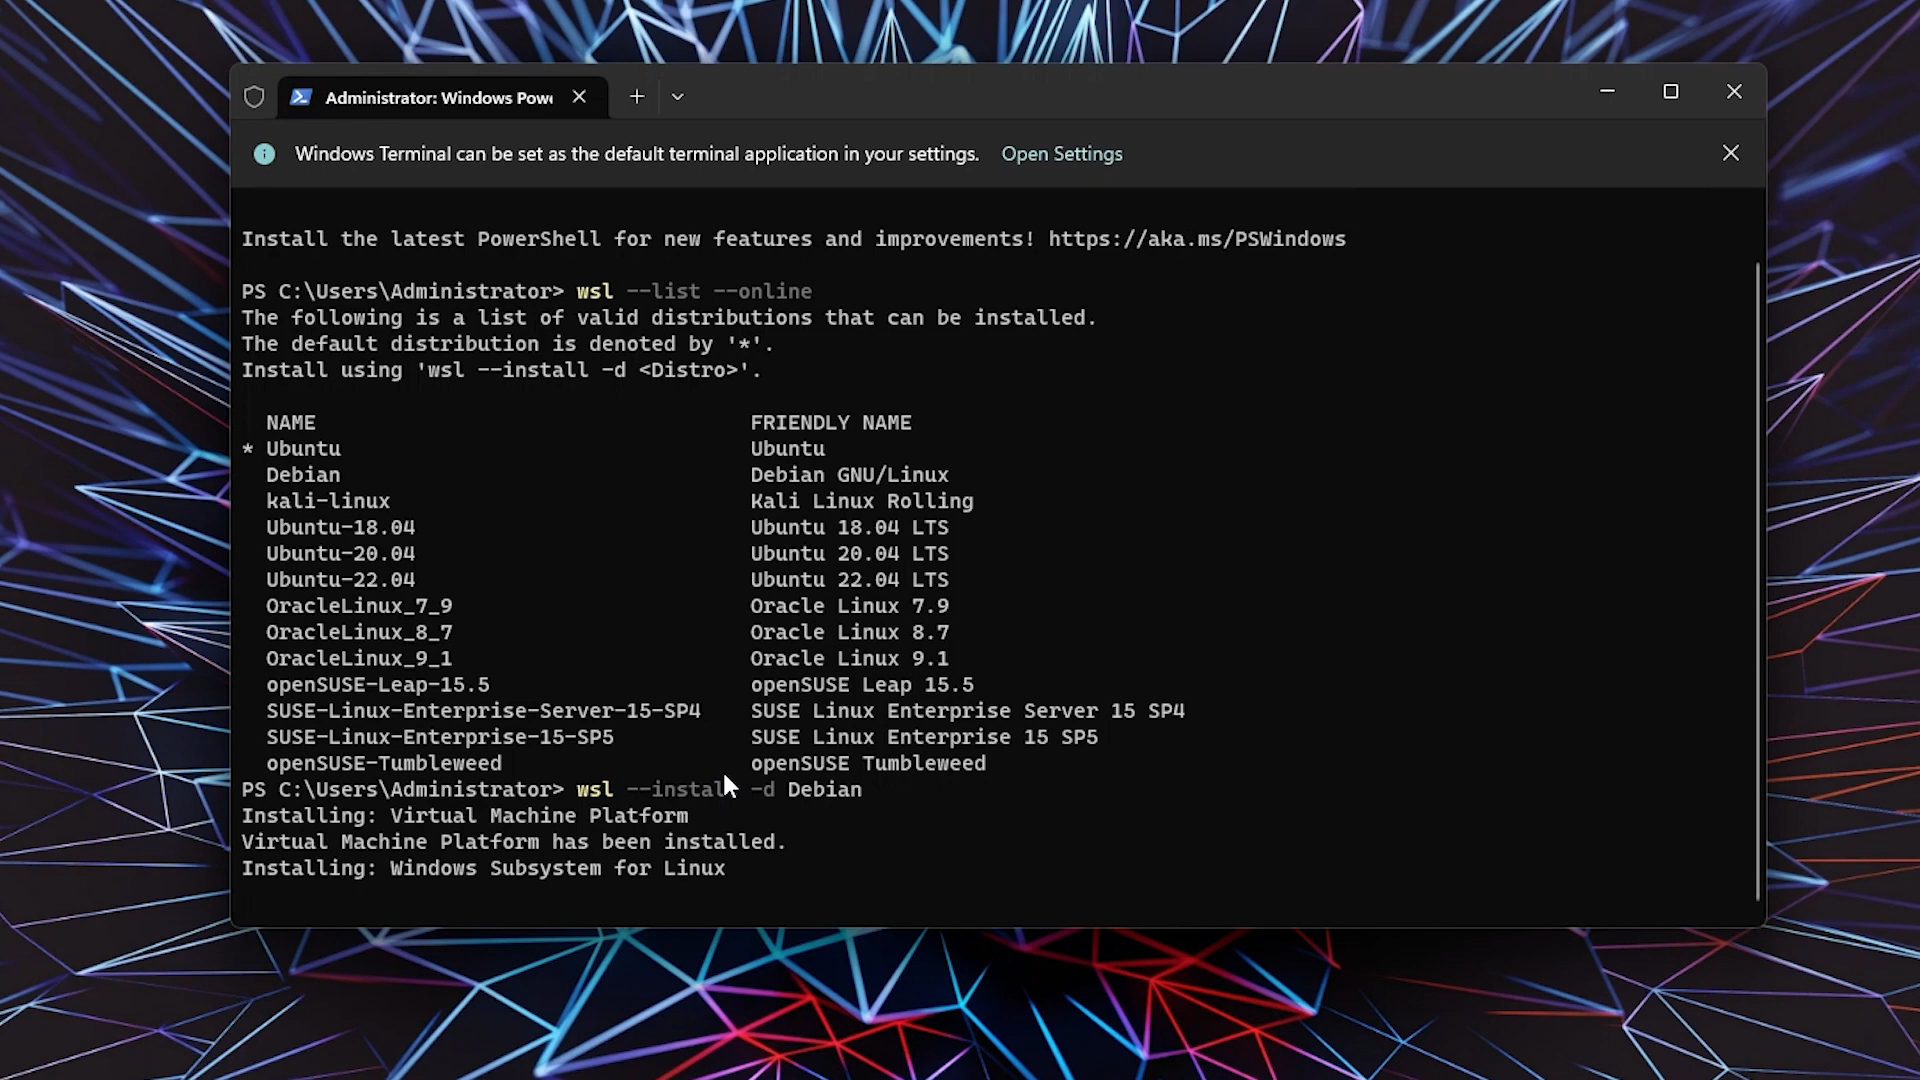 Administrator: Windows Powe
Windows Terminal can be set as the default terminal application in your settings. Open Settings
Install the latest PowerShell for new features and improvements! https://aka.ms/PSWindows
PS C:\Users\Administrator> wsl --list --online
The following is a list of valid distributions that can be installed.
The default distribution is denoted by '*'.
Install using 'wsl --install -d <Distro>'.
NAME FRIENDLY NAME
* Ubuntu Ubuntu
Debian Debian GNU/Linux
kali-linux Kali Linux Rolling
Ubuntu-18.04 Ubuntu 18.04 LTS
Ubuntu-20.04 Ubuntu 20.04 LTS
Ubuntu-22.04 Ubuntu 22.04 LTS
OracleLinux_7_9 Oracle Linux 7.9
OracleLinux_8_7 Oracle Linux 8.7
OracleLinux_9_1 Oracle Linux 9.1
openSUSE-Leap-15.5 openSUSE Leap 15.5
SUSE-Linux-Enterprise-Server-15-SP4 SUSE Linux Enterprise Server 15 SP4
SUSE-Linux-Enterprise-15-SP5 SUSE Linux Enterprise 15 SP5
openSUSE-Tumbleweed openSUSE Tumbleweed
PS C:\Users\Administrator> wsl --install -d Debian
Installing: Virtual Machine Platform
Virtual Machine Platform has been installed.
Installing: Windows Subsystem for Linux